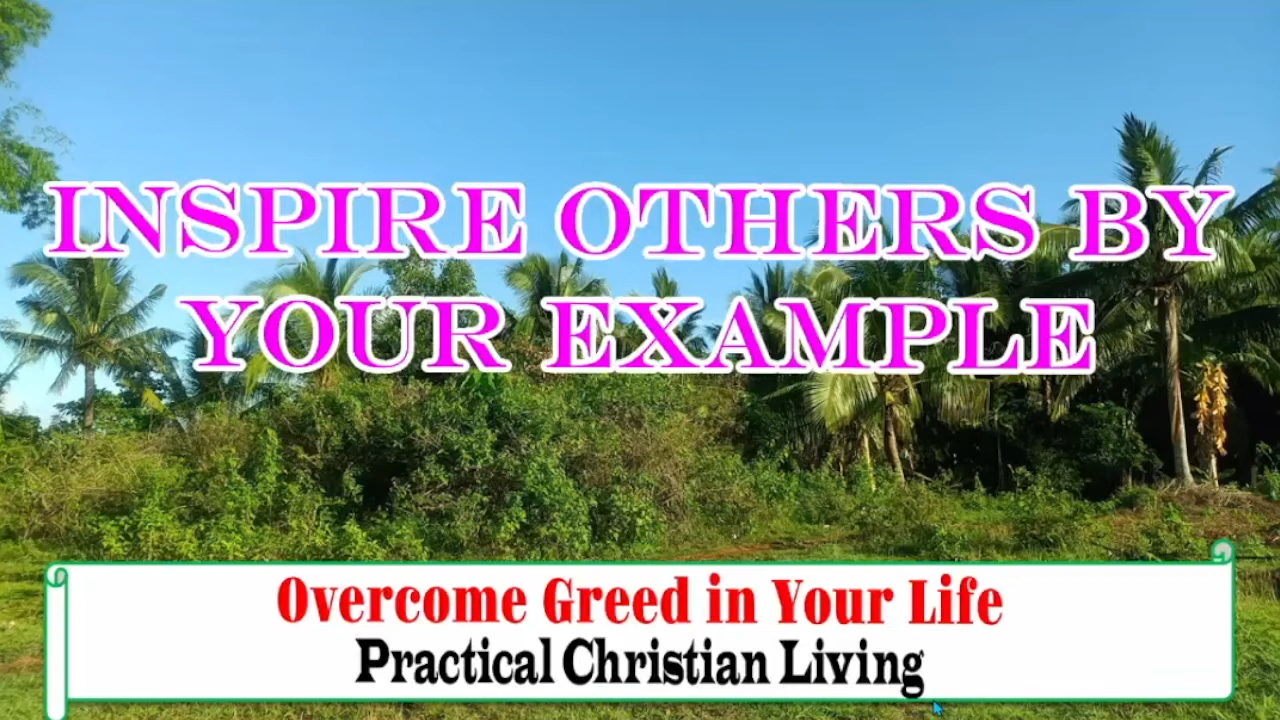 INSPIRE OTHERS BY
YOUR EXAMPLE
Overcome Greed in Your Life
Practical Christian Living